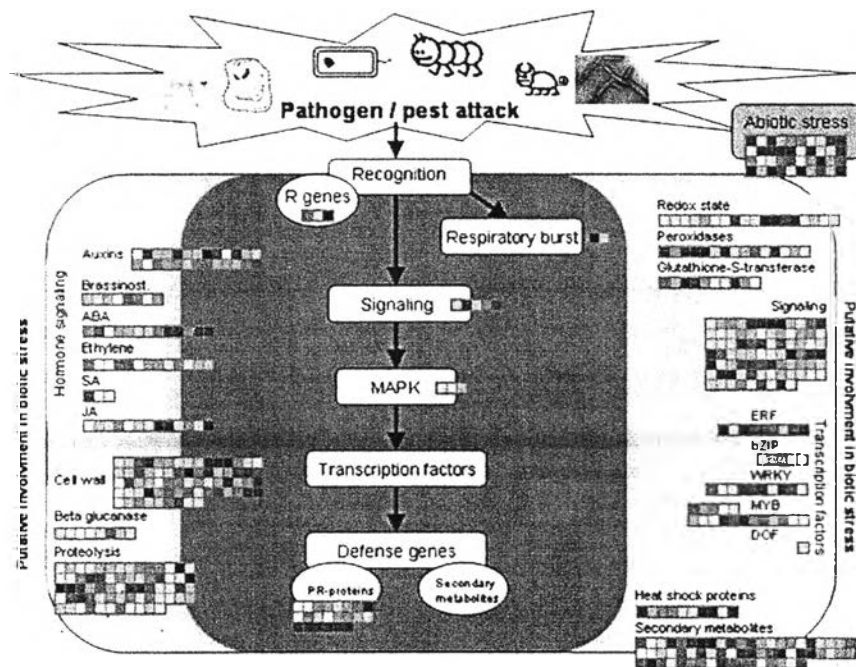 Pathogen / pest attack
Abiotic stress
Recognition
R genes
Respiratory burst
Signaling
MAPK
Transcription factors
Defense genes
PR-proteins
Secondary
metabolites
Putative involvement in biotic stress
Hormone signaling
Auxins
Brassinost.
ABA
Ethylene
SA
JA
Cell wall
Beta glucanase
Proteolysis
Redox state
Peroxidases
Glutathione-S-transferase
Signaling
ERF
bZIP
WRKY
MYB
DOF
Transcription factors
Putative involvement in biotic stress
Heat shock proteins
Secondary metabolites